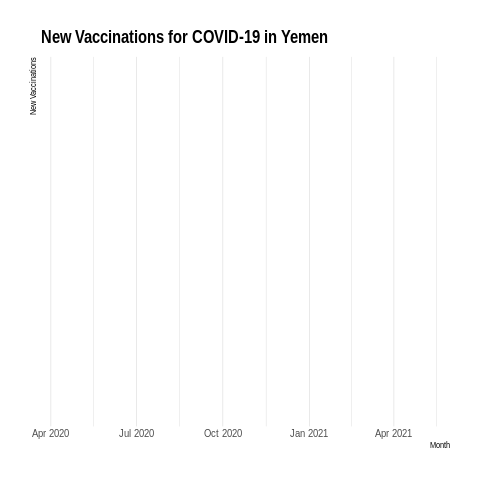 New Vaccinations for COVID-19 in Yemen
New Vaccinations
Apr 2020 Jul 2020 Oct 2020 Jan 2021 Apr 2021
Month